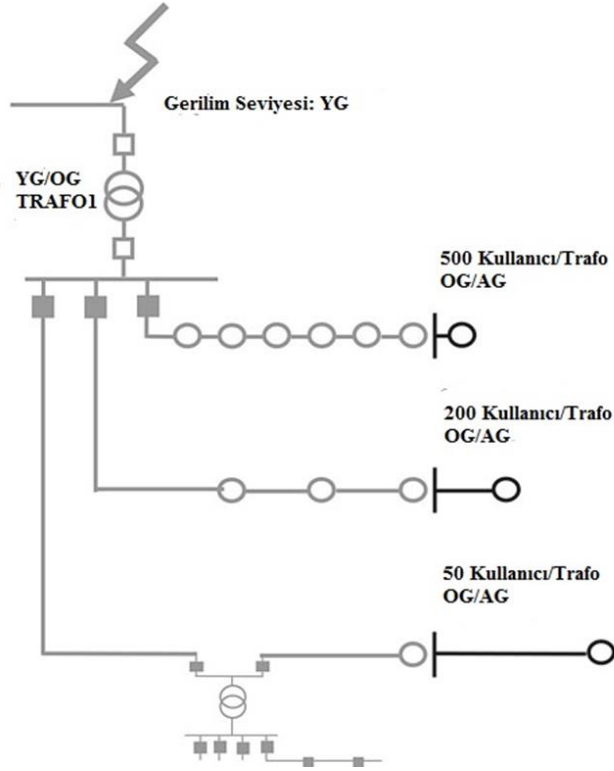 Gerilim Seviyesi: YG
YG/OG
TRAFO1
500 Kullanıcı/Trafo
OG/AG
200 Kullanıcı/Trafo
OG/AG
50 Kullanıcı/Trafo
OG/AG